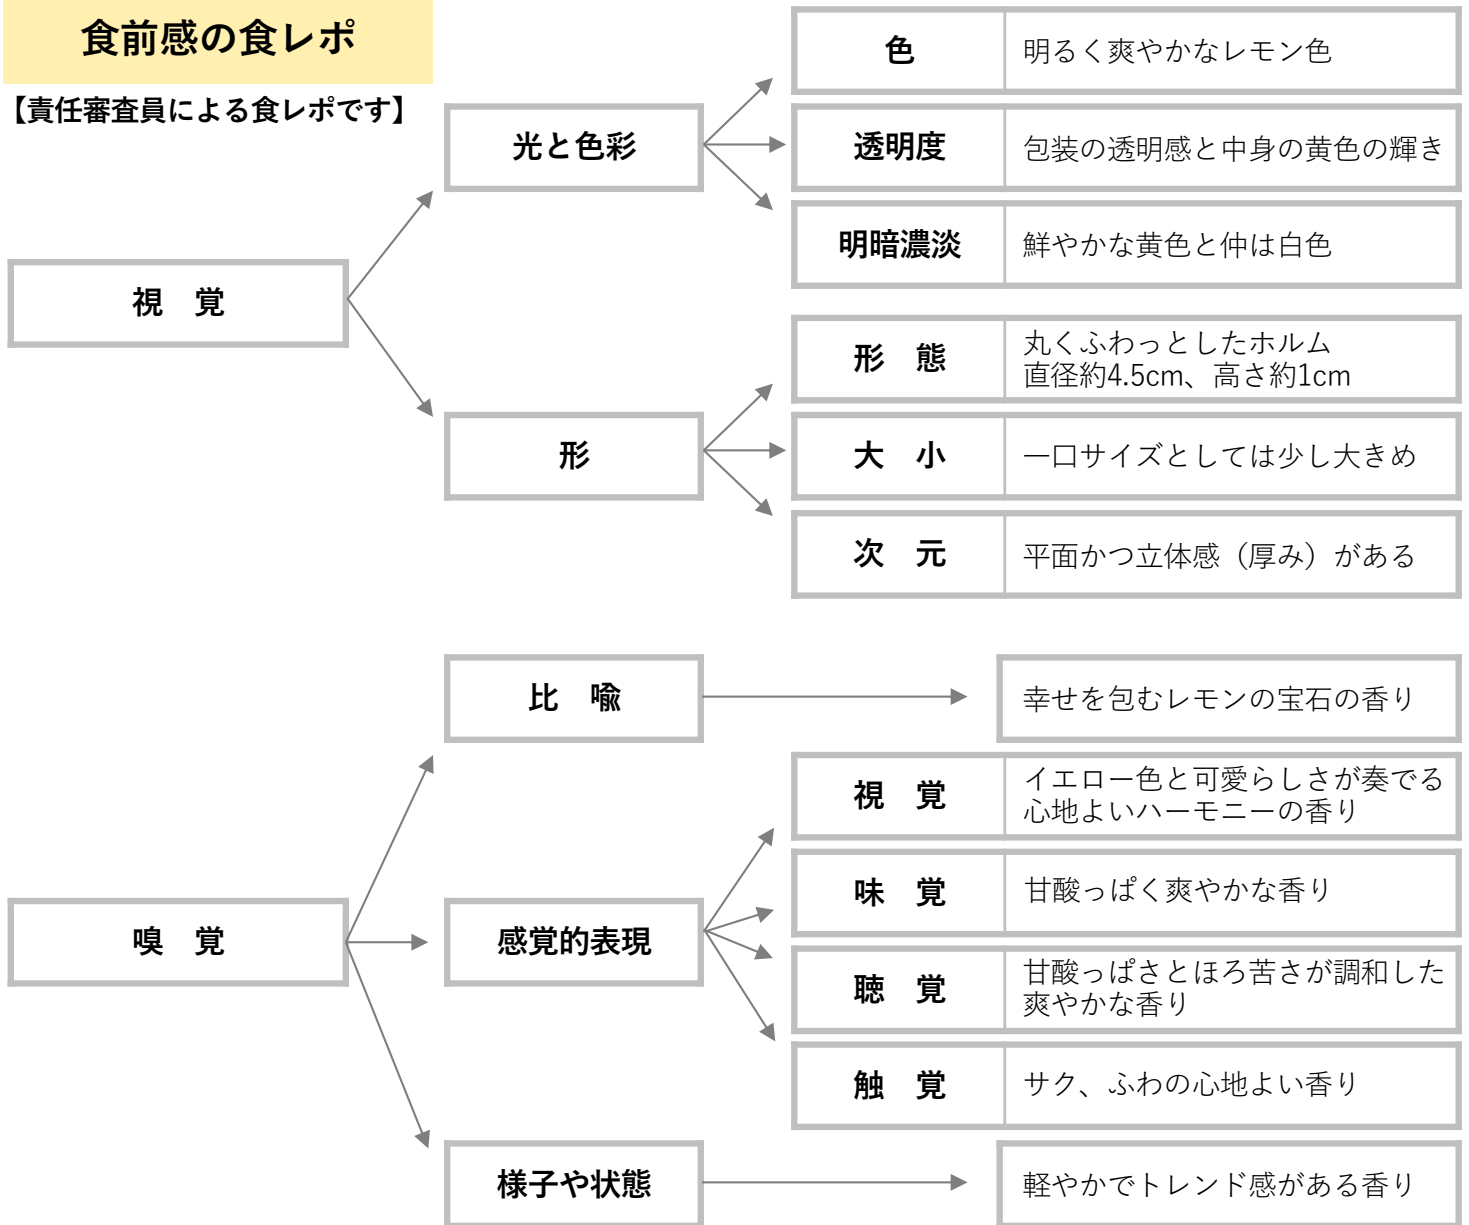 食前感の食レポ
【責任審査員による食レポです】
視　覚
光と色彩
色
明るく爽やかなレモン色
透明度
包装の透明感と中身の黄色の輝き
明暗濃淡
鮮やかな黄色と仲は白色
形
形　態
丸くふわっとしたホルム
直径約4.5cm、高さ約1cm
大　小
一口サイズとしては少し大きめ
次　元
平面かつ立体感（厚み）がある
嗅　覚
比　喩
幸せを包むレモンの宝石の香り
感覚的表現
視　覚
イエロー色と可愛らしさが奏でる
心地よいハーモニーの香り
味　覚
甘酸っぱく爽やかな香り
聴　覚
甘酸っぱさとほろ苦さが調和した
爽やかな香り
触　覚
サク、ふわの心地よい香り
様子や状態
軽やかでトレンド感がある香り